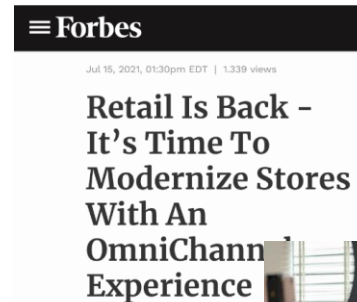 Forbes
Jul 15, 2021, 01:30pm EDT | 1.339 views
Retail Is Back -
It’s Time To
Modernize Stores
With An
Experience